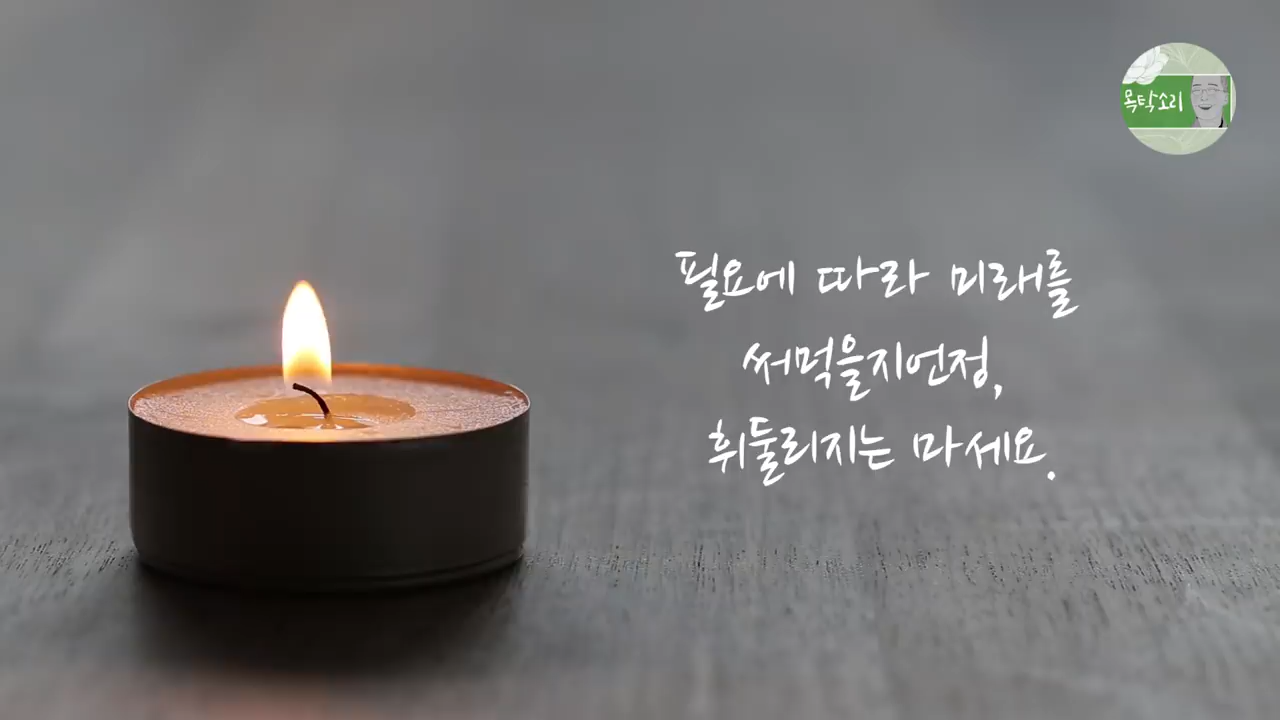 목탁소리
필요에 따라 미래를
써먹을지언정,
휘둘리지는 마세요.